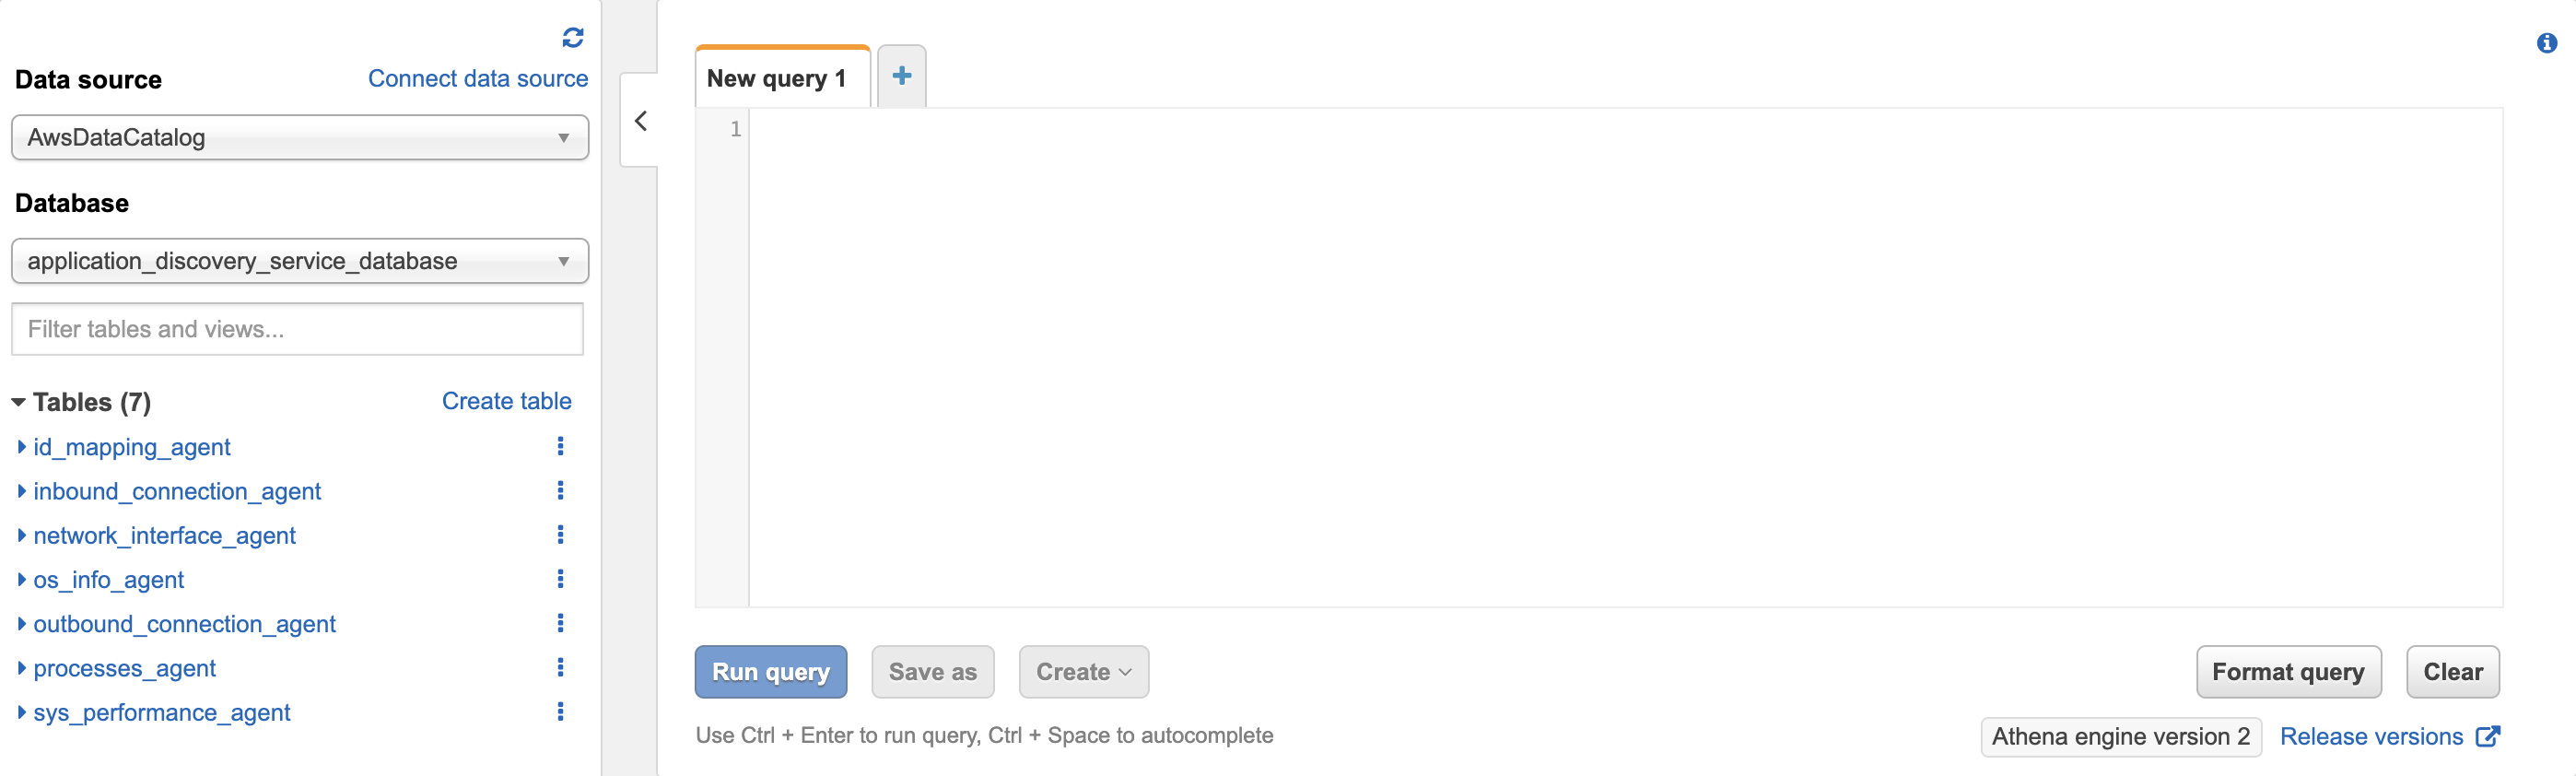 Data source
Connect data source
AwsDataCatalog
Database
application_discovery_service_database
Filter tables and views...
Tables (7)
Create table
id_mapping_agent
inbound_connection_agent
network_interface_agent
os_info_agent
outbound_connection_agent
processes_agent
sys_performance_agent
New query 1
1
Run query
Save as
Create
Format query
Clear
Use Ctrl + Enter to run query, Ctrl + Space to autocomplete
Athena engine version 2
Release versions